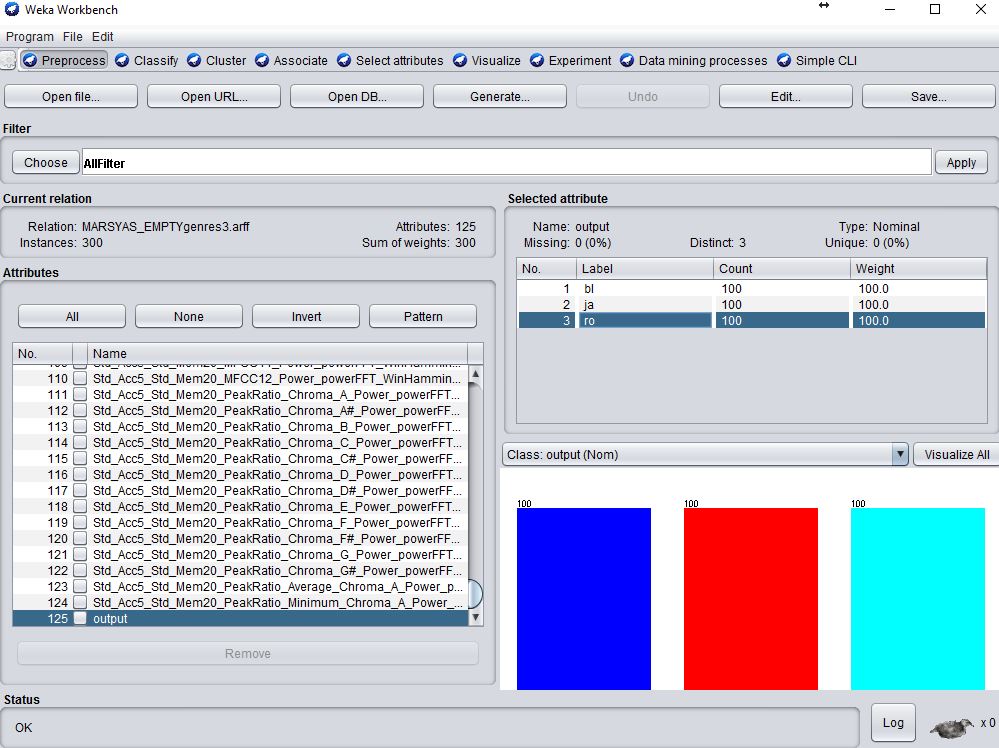 Weka Workbench
Program File Edit
Preprocess Classify Cluster Associate Select attributes Visualize Experiment Data mining processes Simple CLI
Open file... Open URL... Open DB... Generate... Undo Edit... Save...
Filter
Choose AllFilter Apply
Current relation
Relation: MARSYAS_EMPTYgenres3.arff Attributes: 125
Instances: 300 Sum of weights: 300
Selected attribute
Name: output Type: Nominal
Missing: 0 (0%) Distinct: 3 Unique: 0 (0%)
No. Label Count Weight
1 bl 100 100.0
2 ja 100 100.0
3 ro 100 100.0
Attributes
All None Invert Pattern
No. Name
110 Std_Acc5_Std_Mem20_MFCC12_Power_powerFFT_WinHammin...
111 Std_Acc5_Std_Mem20_PeakRatio_Chroma_A_Power_powerFFT...
112 Std_Acc5_Std_Mem20_PeakRatio_Chroma_A#_Power_powerFF...
113 Std_Acc5_Std_Mem20_PeakRatio_Chroma_B_Power_powerFFT...
114 Std_Acc5_Std_Mem20_PeakRatio_Chroma_C_Power_powerFFT...
115 Std_Acc5_Std_Mem20_PeakRatio_Chroma_C#_Power_powerFF...
116 Std_Acc5_Std_Mem20_PeakRatio_Chroma_D_Power_powerFFT...
117 Std_Acc5_Std_Mem20_PeakRatio_Chroma_D#_Power_powerFF...
118 Std_Acc5_Std_Mem20_PeakRatio_Chroma_E_Power_powerFFT...
119 Std_Acc5_Std_Mem20_PeakRatio_Chroma_F_Power_powerFFT...
120 Std_Acc5_Std_Mem20_PeakRatio_Chroma_F#_Power_powerFF...
121 Std_Acc5_Std_Mem20_PeakRatio_Chroma_G_Power_powerFFT...
122 Std_Acc5_Std_Mem20_PeakRatio_Chroma_G#_Power_powerFF...
123 Std_Acc5_Std_Mem20_PeakRatio_Average_Chroma_A_Power_p...
124 Std_Acc5_Std_Mem20_PeakRatio_Minimum_Chroma_A_Power_...
125 output
Remove
Class: output (Nom) Visualize All
100 100 100
Status
OK
Log x 0